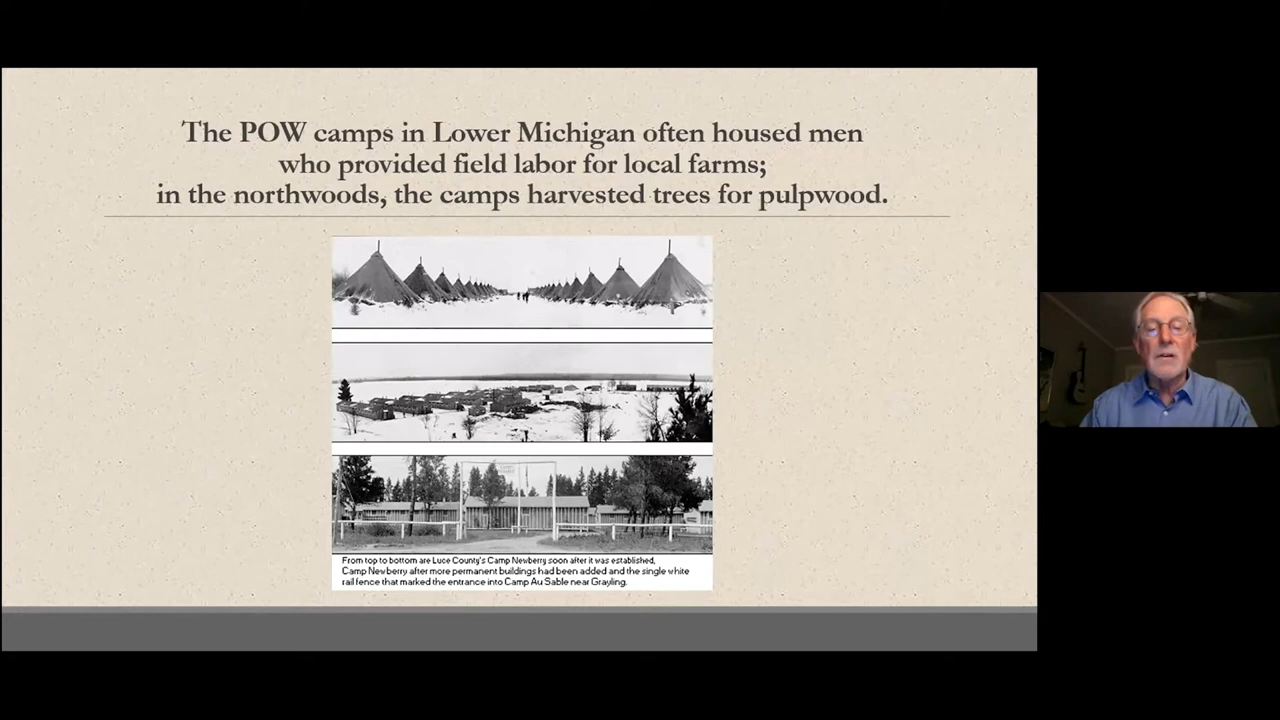 The POW camps in Lower Michigan often housed men
who provided field labor for local farms;
in the northwoods, the camps harvested trees for pulpwood.
From top to bottom are Luce County's Camp Newberry soon after it was established,
Camp Newberry after more permanent buildings had been added and the single white
rail fence that marked the entrance into Camp Au Sable near Grayling.